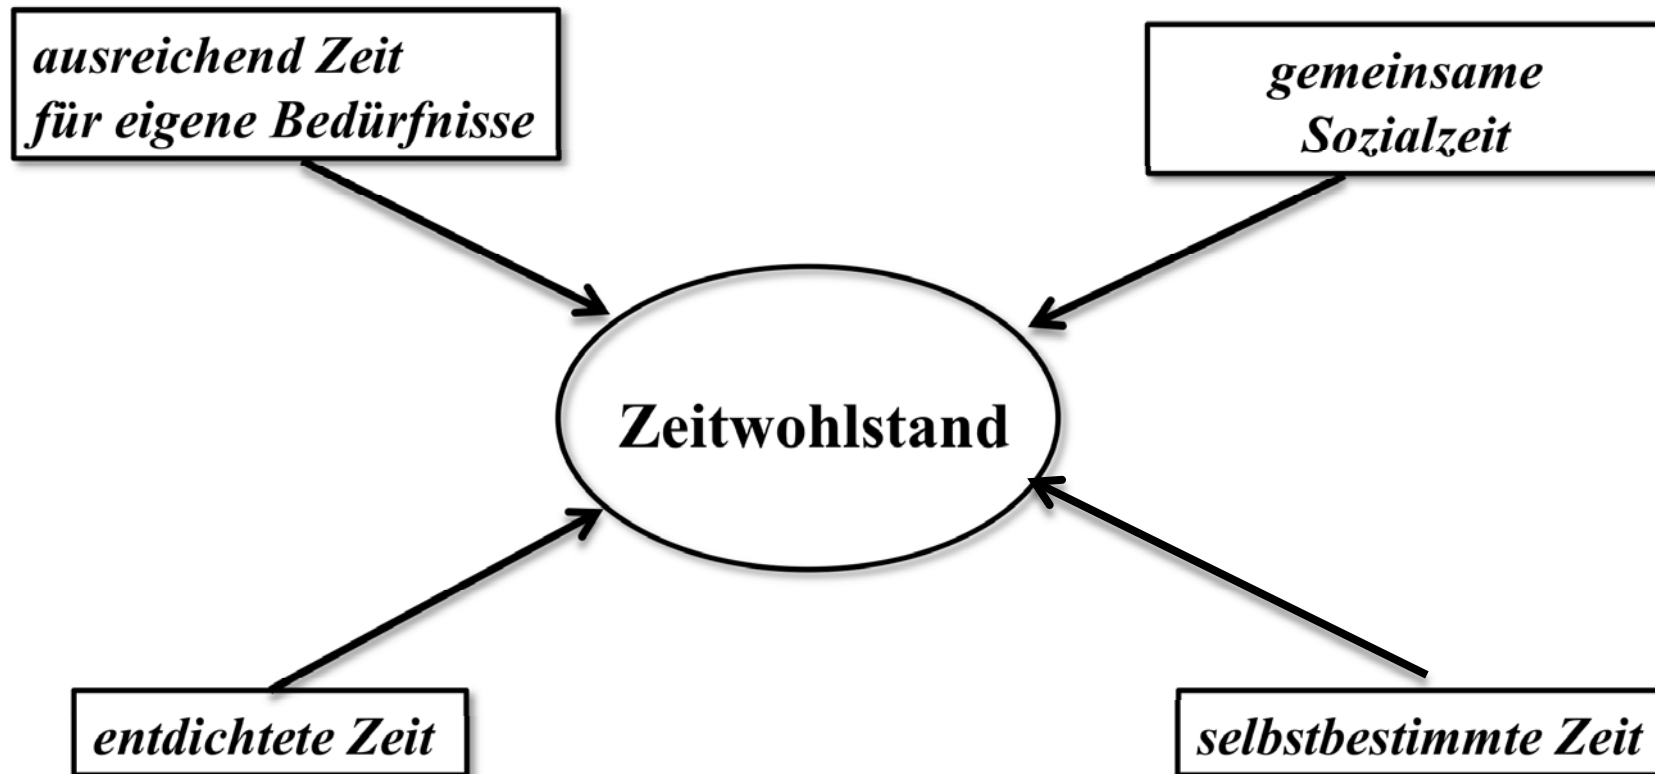 ausreichend Zeit
für eigene Bedürfnisse
gemeinsame
Sozialzeit
Zeitwohlstand
entdichtete Zeit
selbstbestimmte Zeit